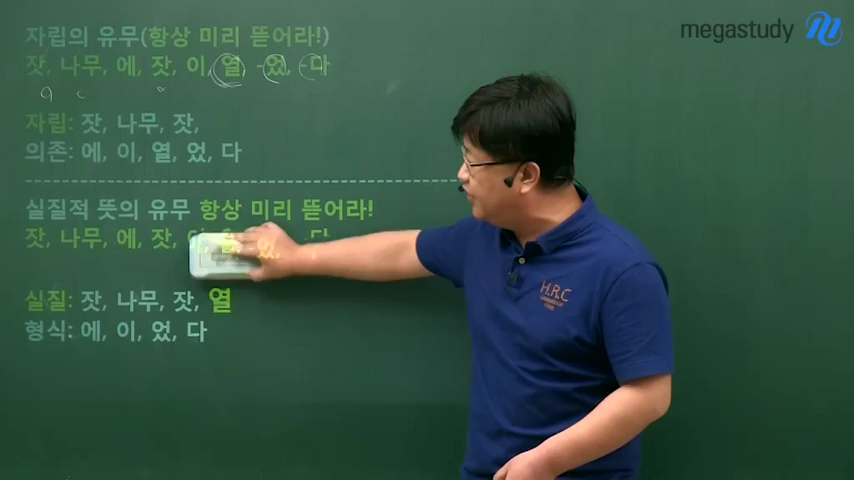 megastudy
자립의 유무(항상 미리 뜯어라!)
잣, 나무, 에, 잣, 이, 열, -었, -다
자립: 잣, 나무, 잣,
의존: 에, 이, 열, 었, 다
실질적 뜻의 유무 항상 미리 뜯어라!
잣, 나무, 에, 잣, 다
실질: 잣, 나무, 잣, 열
형식: 에, 이, 었, 다
H.R.C